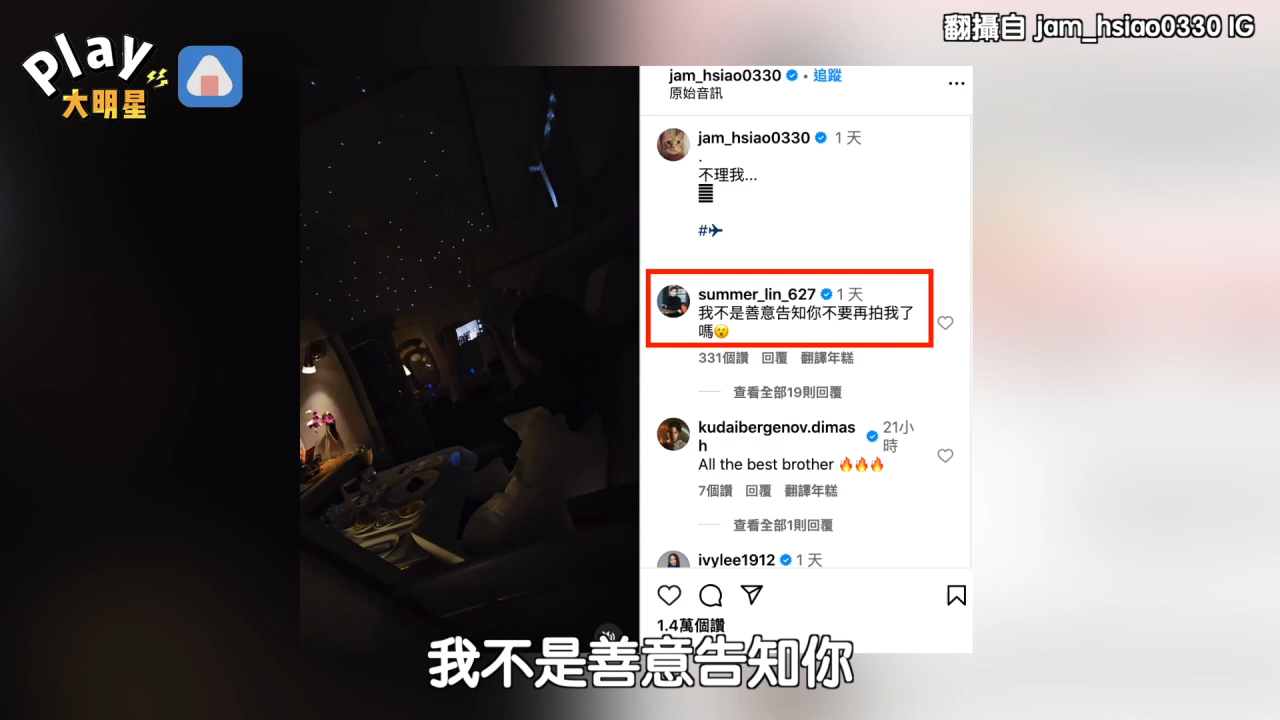 Play
大明星
翻攝自 jam_hsiao0330 IG
jam_hsiao0330 • 追蹤
原始音訊
jam_hsiao0330 1 天
.
不理我...
#✈
summer_lin_627 1 天
我不是善意告知你不要再拍我了
嗎😮
331個讚 回覆 翻譯年糕
查看全部19則回覆
kudaibergenov.dimas
h
21小
時
All the best brother 🔥🔥🔥
7個讚 回覆 翻譯年糕
查看全部1則回覆
ivylee1912 1 天
1.4萬個讚
我不是善意告知你